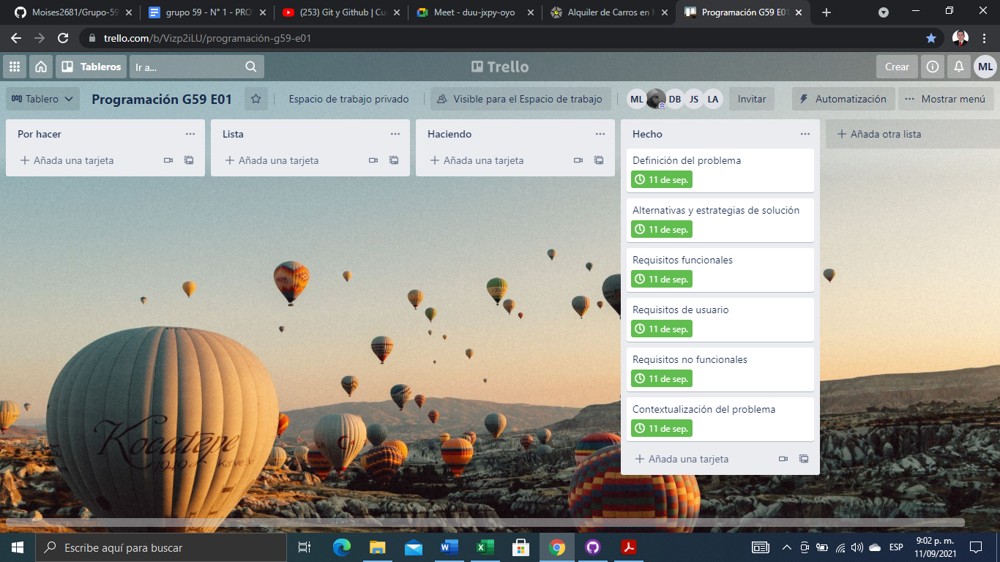 Moises2681/Grupo-59
grupo 59 - N° 1 - PRO
(253) Git y Github | Cu
Meet - duu-jxpy-oyo
Alquiler de Carros en
Programación G59 E01
trello.com/b/Vizp2iLU/programación-g59-e01
Tableros
Ir a...
Trello
Crear
ML
Tablero
Programación G59 E01
Espacio de trabajo privado
Visible para el Espacio de trabajo
ML
DB
JS
LA
Invitar
Automatización
Mostrar menú
Por hacer
Añada una tarjeta
Lista
Añada una tarjeta
Haciendo
Añada una tarjeta
Hecho
Definición del problema
11 de sep.
Alternativas y estrategias de solución
11 de sep.
Requisitos funcionales
11 de sep.
Requisitos de usuario
11 de sep.
Requisitos no funcionales
11 de sep.
Contextualización del problema
11 de sep.
Añada una tarjeta
Añada otra lista
Kocatepe
1949
Escribe aquí para buscar
ESP
9:02 p. m.
11/09/2021